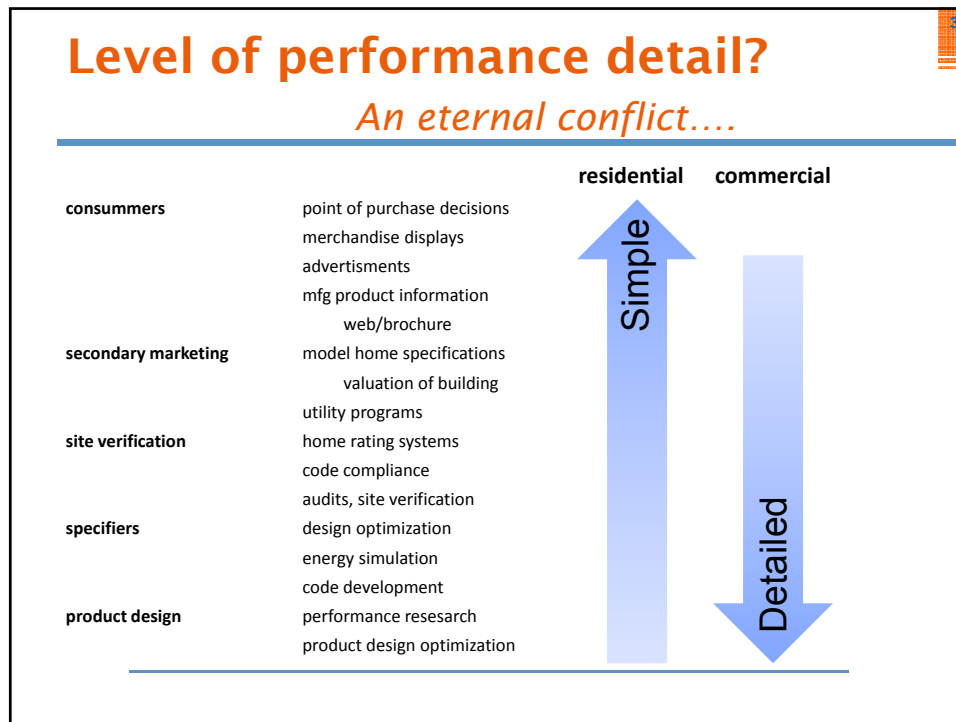 Level of performance detail?
3
An eternal conflict....
residential commercial
consummers point of purchase decisions
merchandise displays
advertisments
mfg product information
web/brochure
secondary marketing model home specifications
valuation of building
utility programs
site verification home rating systems
code compliance
audits, site verification
specifiers design optimization
energy simulation
code development
product design performance resesarch
product design optimization
Simple
Detailed